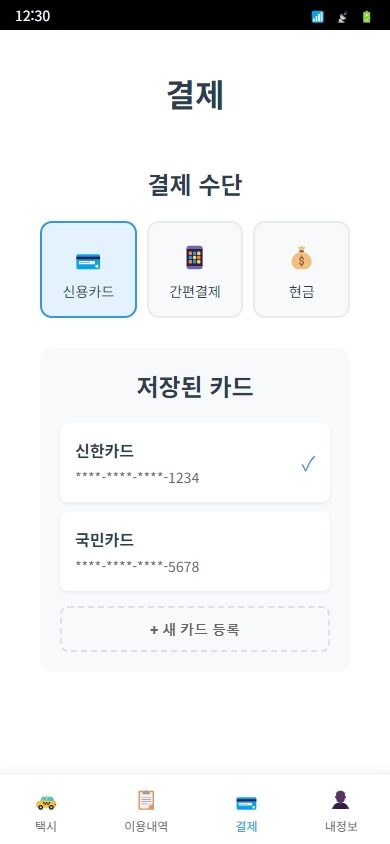 12:30
결제
결제 수단
신용카드
간편결제
현금
저장된 카드
신한카드
****-****-****-1234
✓
국민카드
****-****-****-5678
+ 새 카드 등록
택시
이용내역
결제
내정보